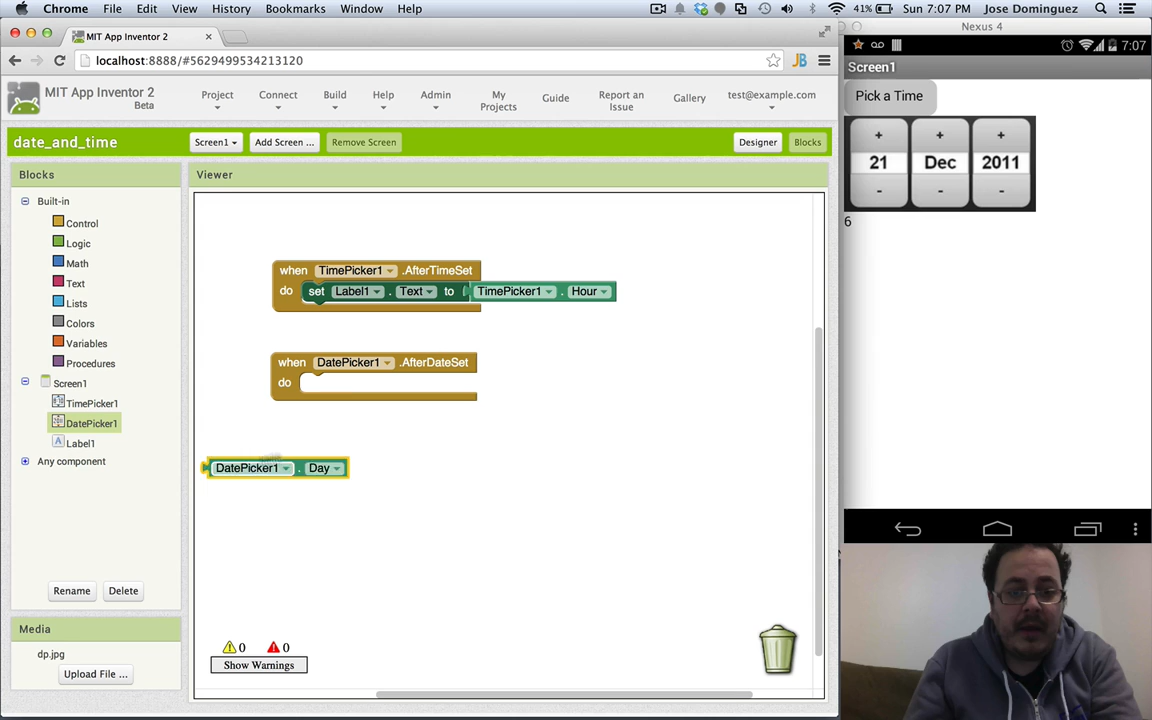 Chrome File Edit View History Bookmarks Window Help 41% Sun 7:07 PM Jose Dominguez
MIT App Inventor 2
Nexus 4
localhost:8888/#5629499534213120
7:07
Screen1
MIT App Inventor 2
Beta
Project Connect Build Help Admin My Projects Guide Report an Issue Gallery test@example.com
Pick a Time
date_and_time
Screen1 Add Screen ... Remove Screen Designer Blocks
+ + +
21 Dec 2011
- - -
6
Blocks
Viewer
Built-in
Control
Logic
Math
Text
Lists
Colors
Variables
Procedures
Screen1
TimePicker1
DatePicker1
Label1
Any component
Rename Delete
Media
dp.jpg
Upload File ...
when TimePicker1 .AfterTimeSet
do set Label1 . Text to TimePicker1 . Hour
when DatePicker1 .AfterDateSet
do
DatePicker1 . Day
0 0
Show Warnings